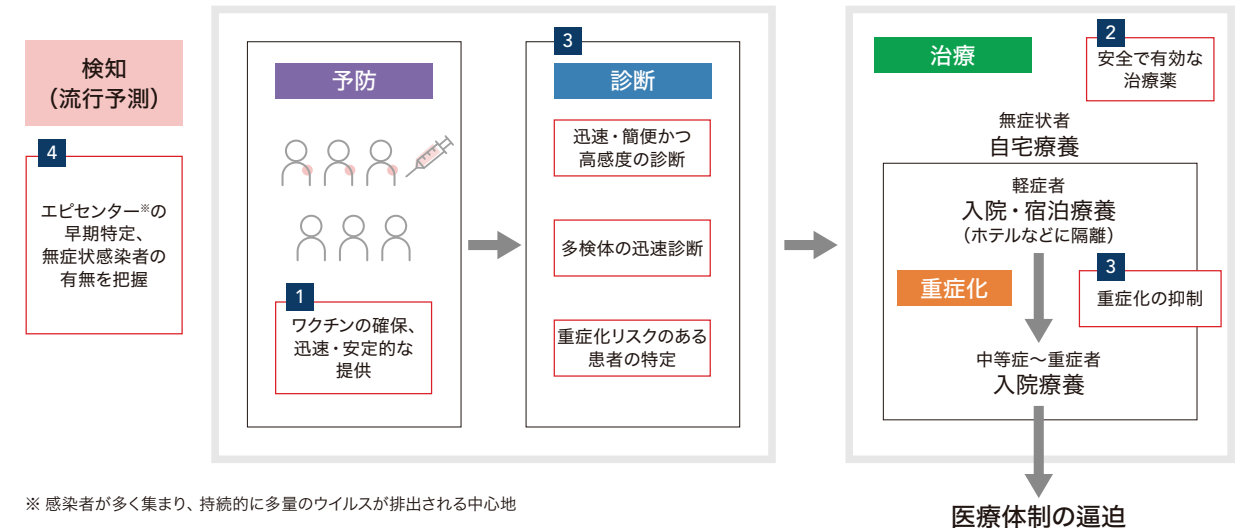 検知
（流行予測）
4
エピセンター※の
早期特定、
無症状感染者の
有無を把握
予防
1
ワクチンの確保、
迅速・安定的な
提供
3
診断
迅速・簡便かつ
高感度の診断
多検体の迅速診断
重症化リスクのある
患者の特定
治療
2
安全で有効な
治療薬
無症状者
自宅療養
軽症者
入院・宿泊療養
（ホテルなどに隔離）
重症化
3
重症化の抑制
中等症～重症者
入院療養
医療体制の逼迫
※ 感染者が多く集まり、持続的に多量のウイルスが排出される中心地